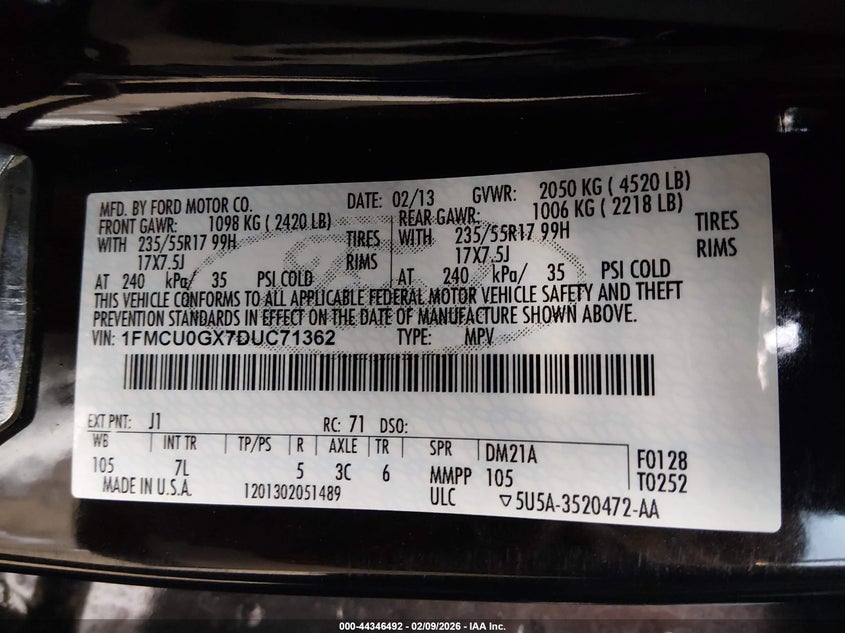 MFD. BY FORD MOTOR CO. DATE: 02/13 GVWR: 2050 KG ( 4520 LB)
FRONT GAWR: 1098 KG ( 2420 LB) REAR GAWR: 1006 KG ( 2218 LB)
WITH 235/55R17 99H TIRES WITH 235/55R17 99H TIRES
17X7.5J RIMS 17X7.5J RIMS
AT 240 kPa/ 35 PSI COLD AT 240 kPa/ 35 PSI COLD
THIS VEHICLE CONFORMS TO ALL APPLICABLE FEDERAL MOTOR VEHICLE SAFETY AND THEFT
PREVENTION STANDARDS IN EFFECT ON THE DATE OF MANUFACTURE SHOWN ABOVE.
VIN: 1FMCU0GX7DUC71362 TYPE: MPV
EXT PNT: J1 RC: 71 DSO:
WB INT TR TP/PS R AXLE TR SPR DM21A F0128
105 7L 5 3C 6 MMPP 105 T0252
MADE IN U.S.A. 1201302051489 ULC ▽5U5A-3520472-AA
000-44346492 - 02/09/2026 - IAA Inc.